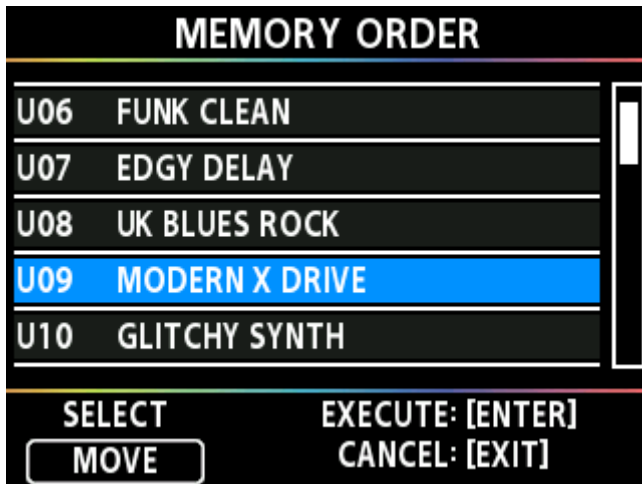 MEMORY ORDER
U06 FUNK CLEAN
U07 EDGY DELAY
U08 UK BLUES ROCK
U09 MODERN X DRIVE
U10 GLITCHY SYNTH
SELECT EXECUTE: [ENTER]
MOVE CANCEL: [EXIT]